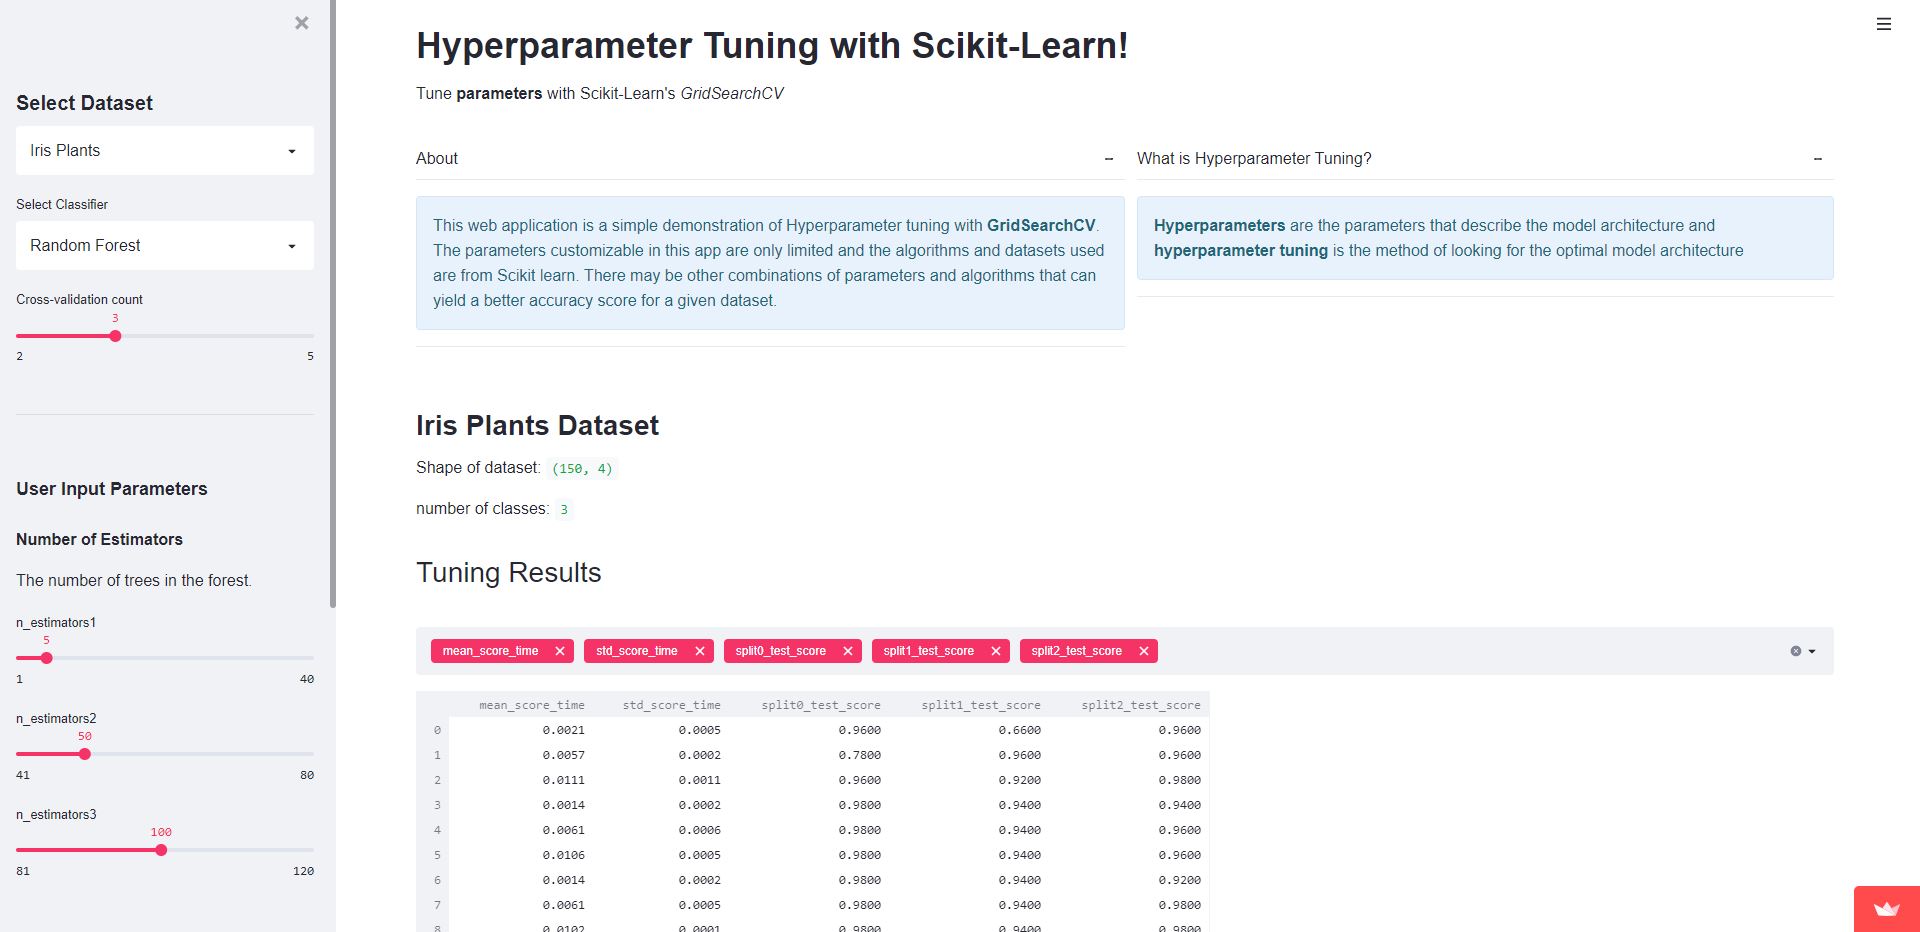 ×
Select Dataset
Iris Plants
Select Classifier
Random Forest
Cross-validation count
3
2 5
User Input Parameters
Number of Estimators
The number of trees in the forest.
n_estimators1
5
1 40
n_estimators2
50
41 80
n_estimators3
100
81 120
Hyperparameter Tuning with Scikit-Learn!
Tune parameters with Scikit-Learn's GridSearchCV
About
This web application is a simple demonstration of Hyperparameter tuning with GridSearchCV.
The parameters customizable in this app are only limited and the algorithms and datasets used
are from Scikit learn. There may be other combinations of parameters and algorithms that can
yield a better accuracy score for a given dataset.
What is Hyperparameter Tuning?
Hyperparameters are the parameters that describe the model architecture and
hyperparameter tuning is the method of looking for the optimal model architecture
Iris Plants Dataset
Shape of dataset: (150, 4)
number of classes: 3
Tuning Results
mean_score_time × std_score_time × split0_test_score × split1_test_score × split2_test_score ×
mean_score_time std_score_time split0_test_score split1_test_score split2_test_score
0 0.0021 0.0005 0.9600 0.6600 0.9600
1 0.0057 0.0002 0.7800 0.9600 0.9600
2 0.0111 0.0011 0.9600 0.9200 0.9800
3 0.0014 0.0002 0.9800 0.9400 0.9400
4 0.0061 0.0006 0.9800 0.9400 0.9600
5 0.0106 0.0005 0.9800 0.9400 0.9600
6 0.0014 0.0002 0.9800 0.9400 0.9200
7 0.0061 0.0005 0.9800 0.9400 0.9800
8 0.0102 0.0001 0.9800 0.9400 0.9800